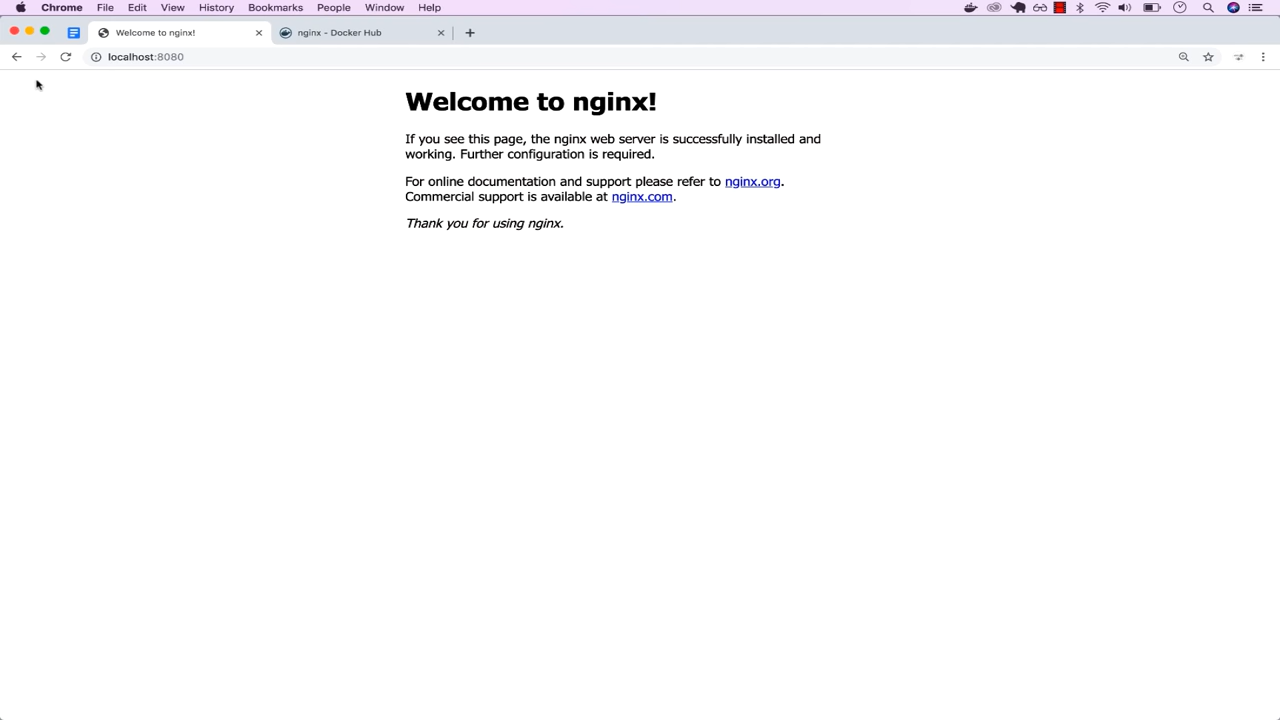 Chrome File Edit View History Bookmarks People Window Help
Welcome to nginx!
nginx - Docker Hub
localhost:8080
Welcome to nginx!
If you see this page, the nginx web server is successfully installed and
working. Further configuration is required.
For online documentation and support please refer to nginx.org.
Commercial support is available at nginx.com.
Thank you for using nginx.